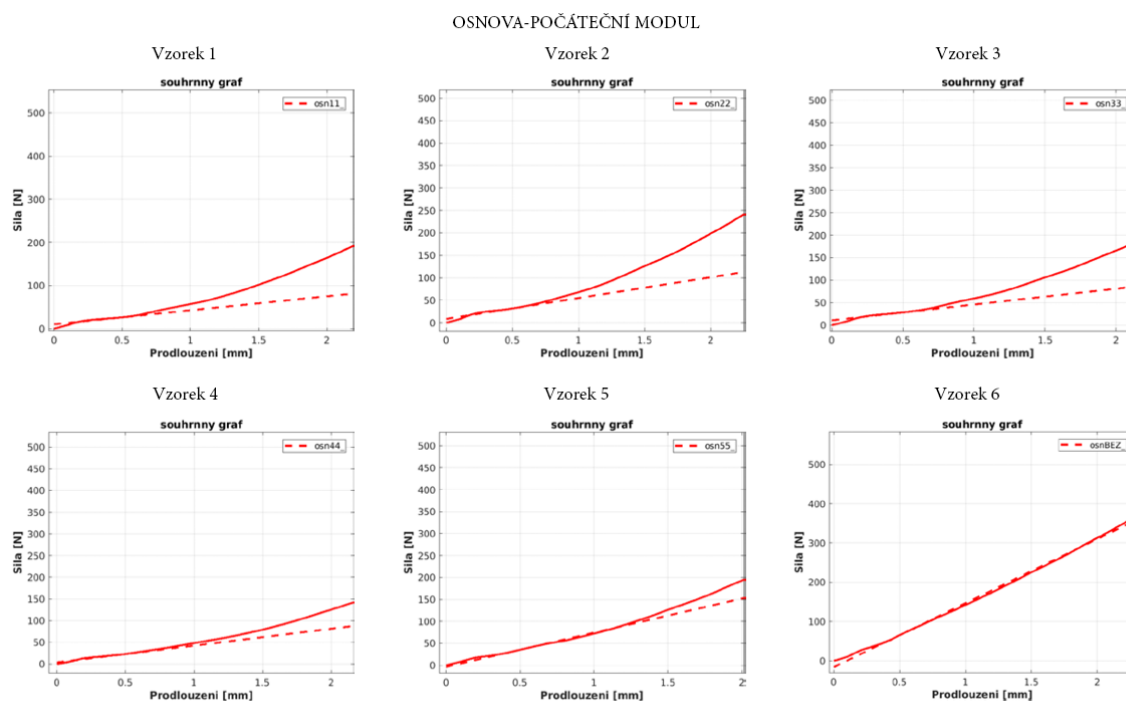 OSNOVA-POČÁTEČNÍ MODUL
Vzorek 1
souhrnny graf
osn11_
500
400
300
200
100
0
Sila [N]
0 0.5 1 1.5 2
Prodlouzeni [mm]
Vzorek 2
souhrnny graf
osn22_
500
450
400
350
300
250
200
150
100
50
0
Sila [N]
0 0.5 1 1.5 2
Prodlouzeni [mm]
Vzorek 3
souhrnny graf
osn33_
500
450
400
350
300
250
200
150
100
50
0
Sila [N]
0 0.5 1 1.5 2
Prodlouzeni [mm]
Vzorek 4
souhrnny graf
osn44_
500
450
400
350
300
250
200
150
100
50
0
Sila [N]
0 0.5 1 1.5 2
Prodlouzeni [mm]
Vzorek 5
souhrnny graf
osn55_
500
450
400
350
300
250
200
150
100
50
0
Sila [N]
0 0.5 1 1.5 2
Prodlouzeni [mm]
Vzorek 6
souhrnny graf
osnBEZ_
500
400
300
200
100
0
Sila [N]
0 0.5 1 1.5 2
Prodlouzeni [mm]